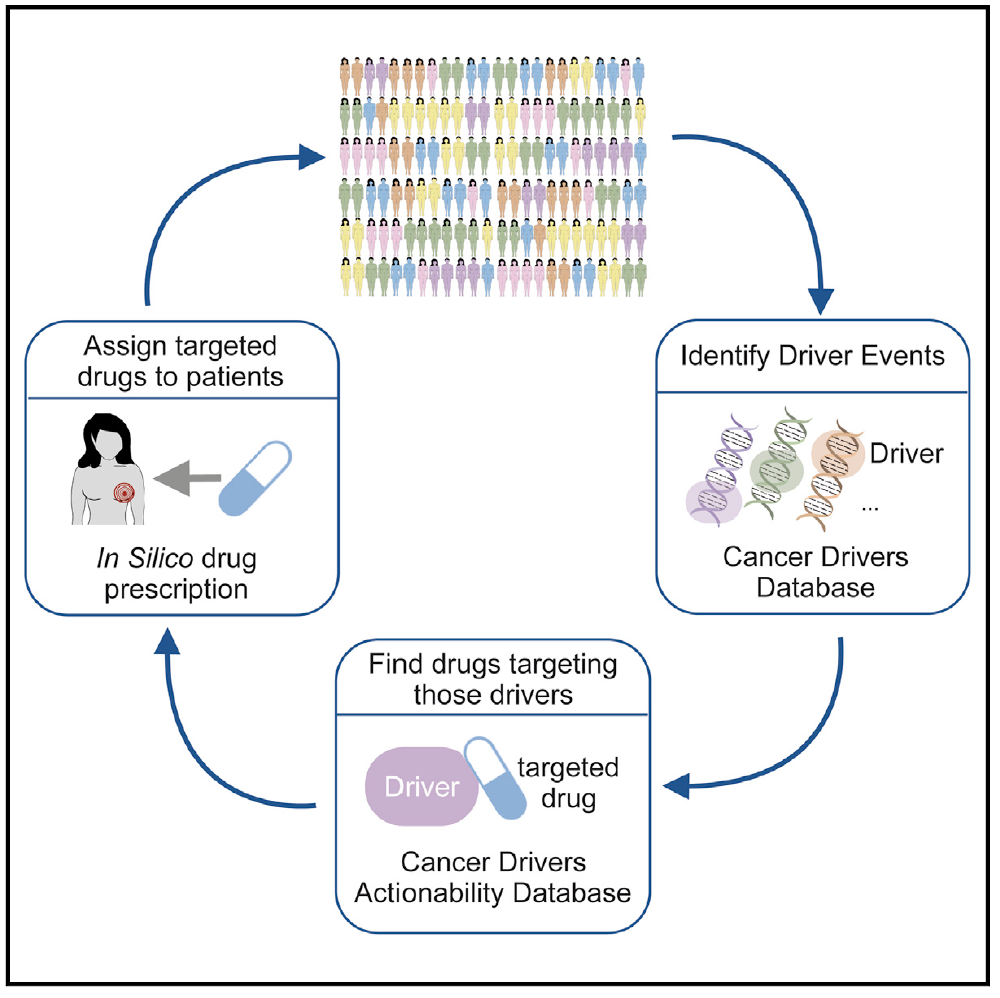 Identify Driver Events
Driver
...
Cancer Drivers
Database
Find drugs targeting
those drivers
Driver
targeted
drug
Cancer Drivers
Actionability Database
Assign targeted
drugs to patients
In Silico drug
prescription